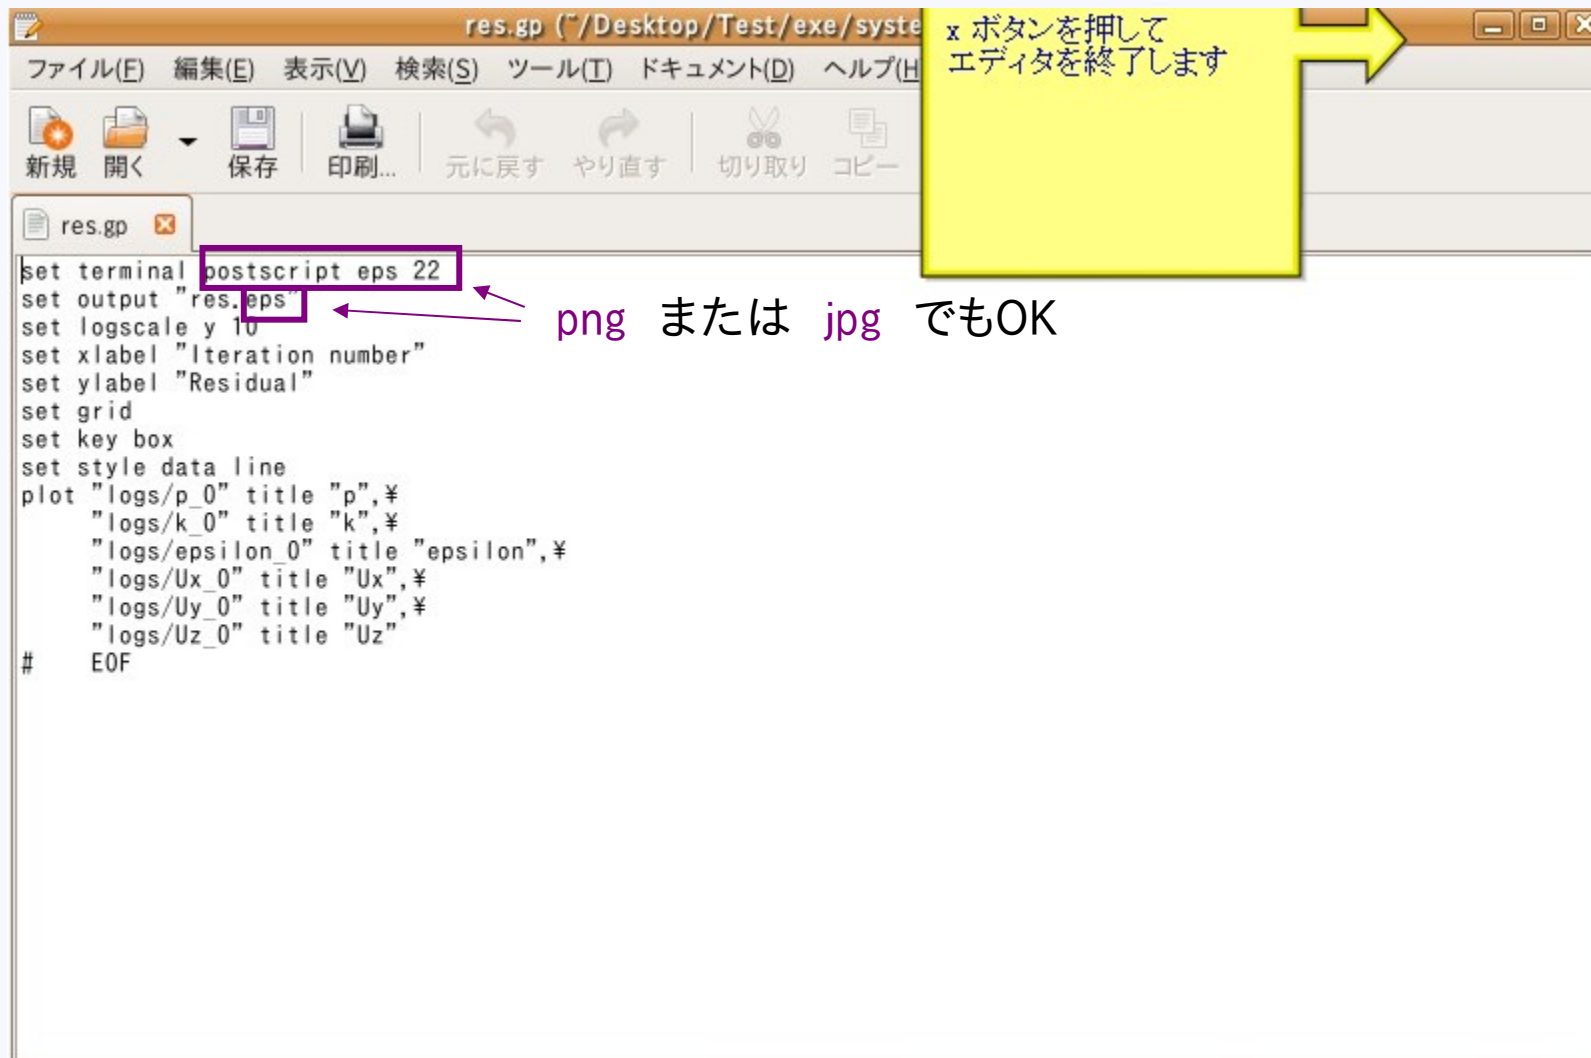 res.gp (~/Desktop/Test/exe/syste
x ボタンを押して
エディタを終了します
ファイル(F) 編集(E) 表示(V) 検索(S) ツール(T) ドキュメント(D) ヘルプ(H
新規 開く 保存 印刷... 元に戻す やり直す 切り取り コピー
res.gp
set terminal postscript eps 22
set output "res.eps"
png または jpg でもOK
set logscale y 10
set xlabel "Iteration number"
set ylabel "Residual"
set grid
set key box
set style data line
plot "logs/p_0" title "p",¥
"logs/k_0" title "k",¥
"logs/epsilon_0" title "epsilon",¥
"logs/Ux_0" title "Ux",¥
"logs/Uy_0" title "Uy",¥
"logs/Uz_0" title "Uz"
# EOF